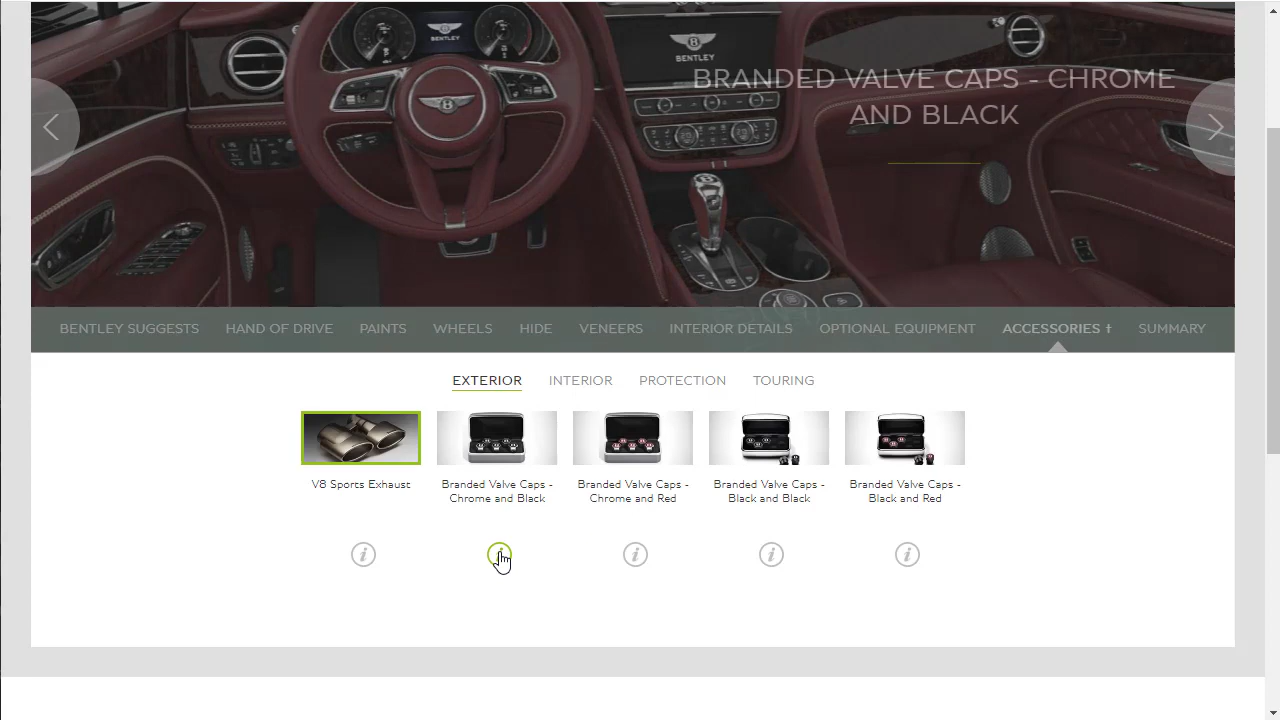 BENTLEY
BENTLEY
BRANDED VALVE CAPS - CHROME
AND BLACK
BENTLEY SUGGESTS HAND OF DRIVE PAINTS WHEELS HIDE VENEERS INTERIOR DETAILS OPTIONAL EQUIPMENT ACCESSORIES † SUMMARY
EXTERIOR INTERIOR PROTECTION TOURING
V8 Sports Exhaust
Branded Valve Caps -
Chrome and Black
Branded Valve Caps -
Chrome and Red
Branded Valve Caps -
Black and Black
Branded Valve Caps -
Black and Red
i
i
i
i